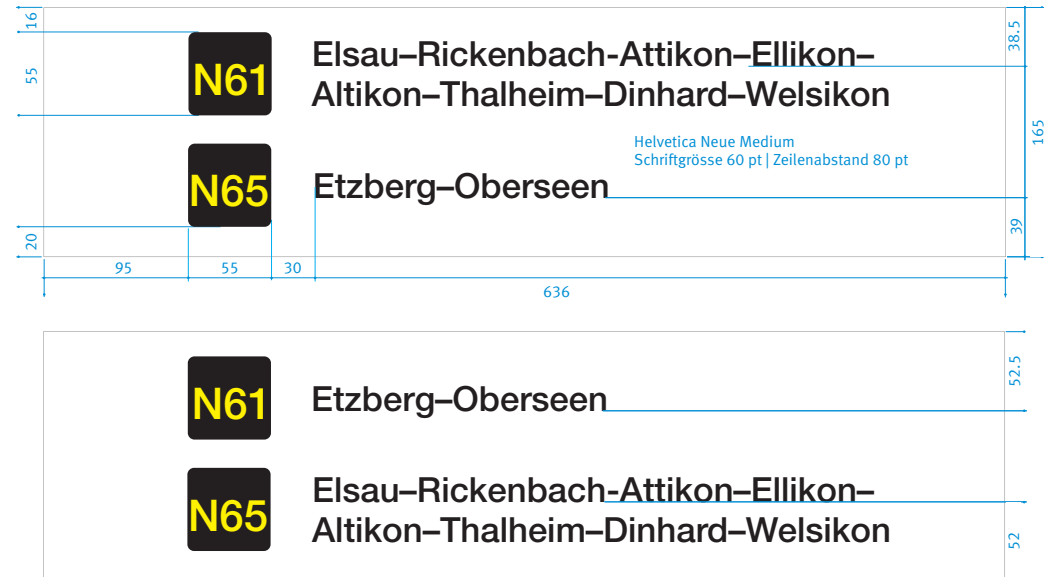 16
38.5
Elsau–Rickenbach-Attikon–Ellikon–
N61
55
Altikon–Thalheim–Dinhard–Welsikon
165
Helvetica Neue Medium
Schriftgrösse 60 pt | Zeilenabstand 80 pt
N65
Etzberg–Oberseen
39
20
95
55
30
636
52.5
N61
Etzberg–Oberseen
Elsau–Rickenbach-Attikon–Ellikon–
N65
Altikon–Thalheim–Dinhard–Welsikon
52